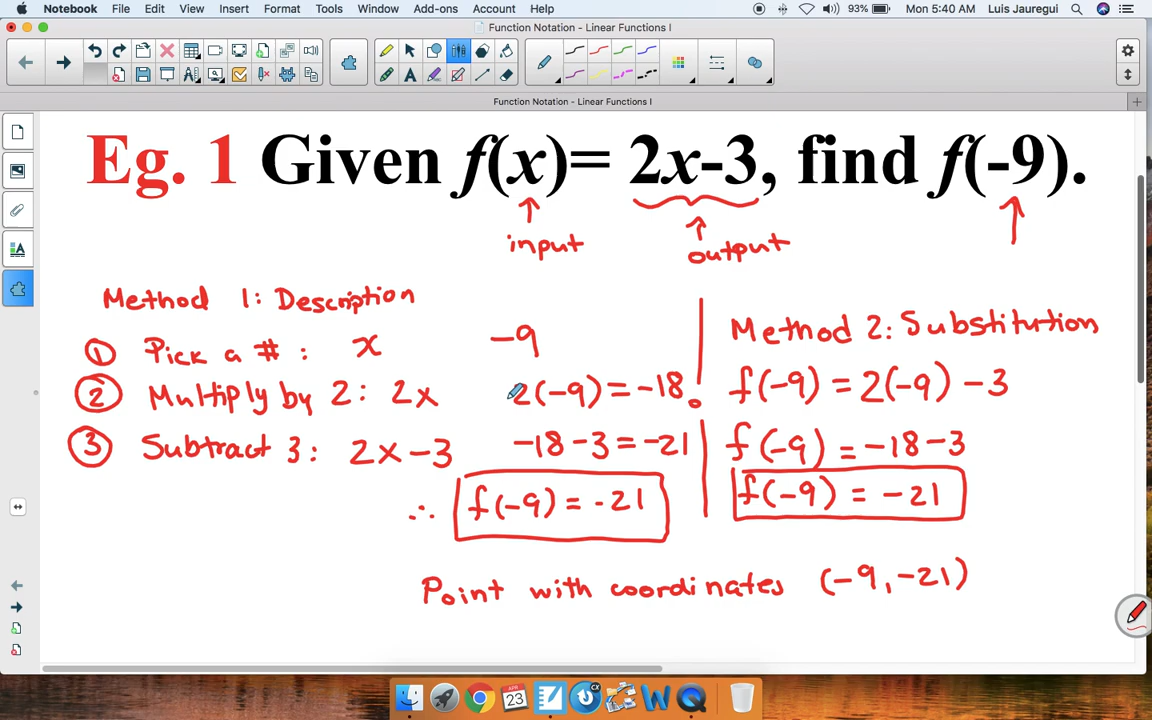 Notebook File Edit View Insert Format Tools Window Add-ons Account Help 93% Mon 5:40 AM Luis Jauregui
Function Notation - Linear Functions I
Function Notation - Linear Functions I
Eg. 1 Given f(x)= 2x-3, find f(-9).
input
output
Method 1: Description
① Pick a # : x
② Multiply by 2: 2x
③ Subtract 3: 2x -3
-9
2(-9) = -18
-18 -3 = -21
∴ f(-9) = -21
Method 2: Substitution
f(-9) = 2(-9) -3
f(-9) = -18 -3
f(-9) = -21
Point with coordinates (-9, -21)
APR
23
CX
W